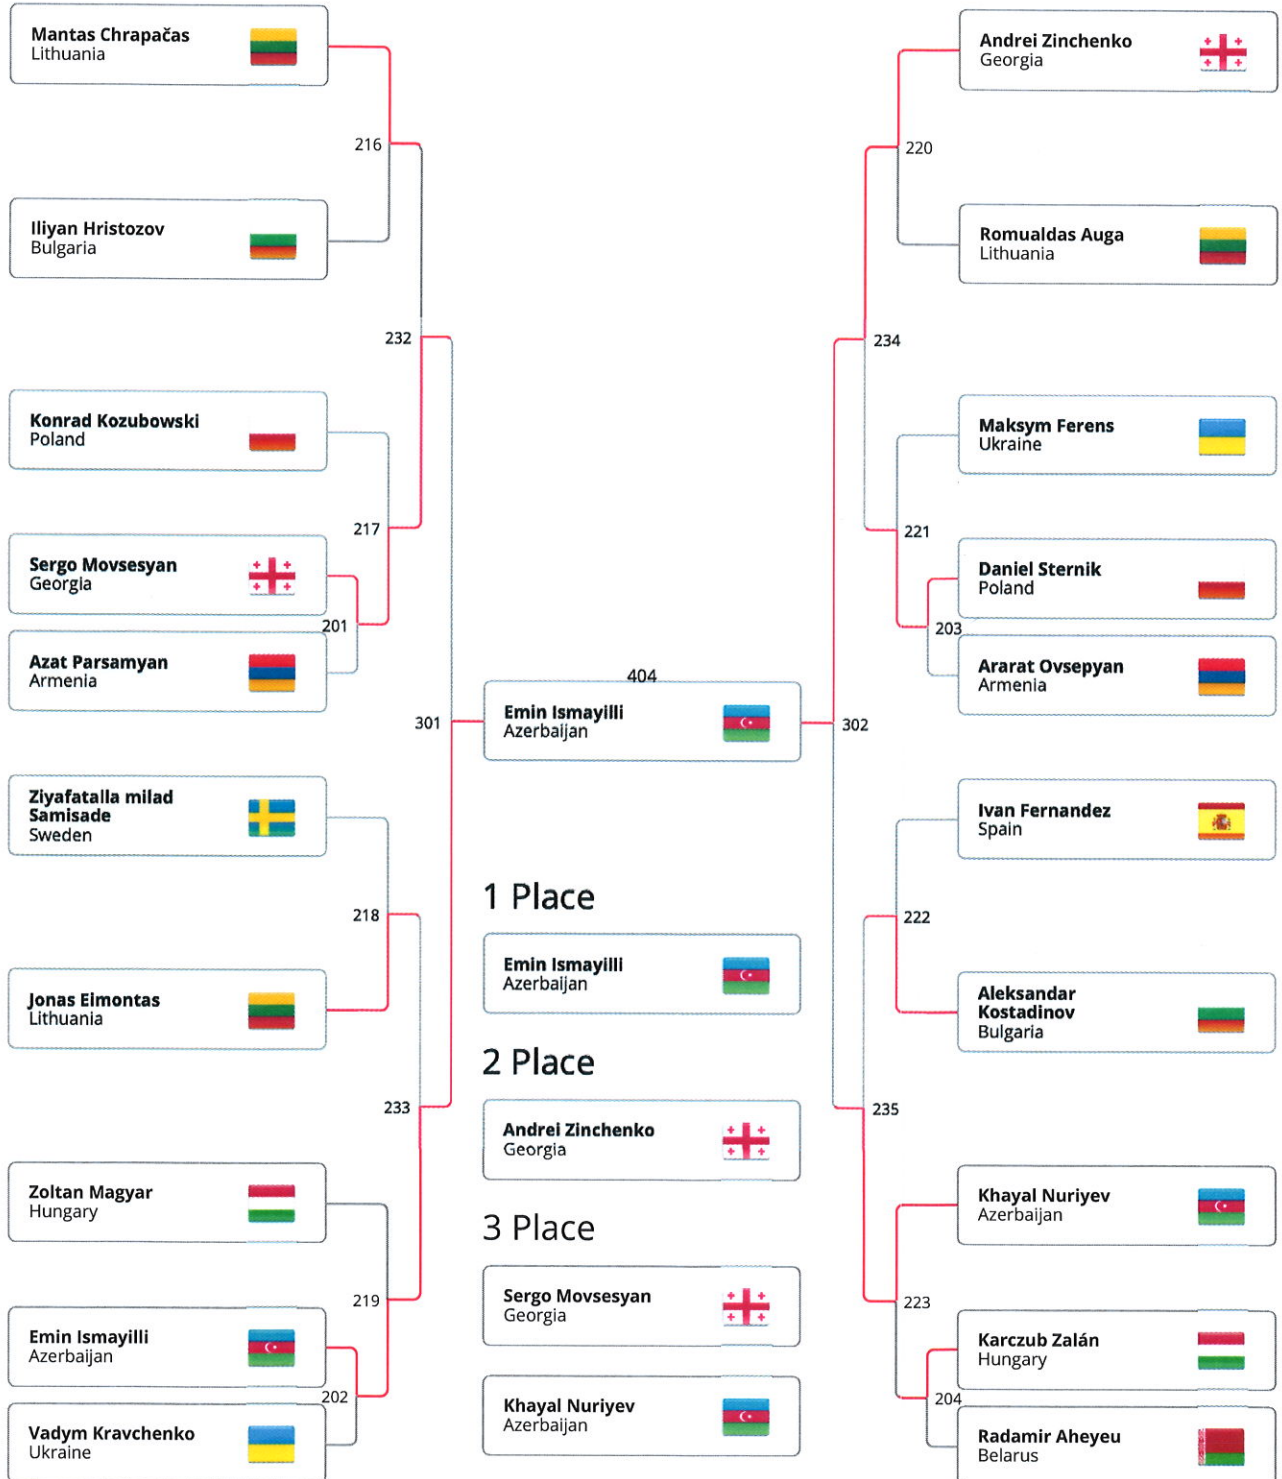 Mantas Chrapačas
Lithuania
216
Iliyan Hristozov
Bulgaria
232
Konrad Kozubowski
Poland
217
Sergo Movsesyan
Georgia
201
Azat Parsamyan
Armenia
301
Ziyafatalla milad
Samisade
Sweden
218
Jonas Eimontas
Lithuania
233
Zoltan Magyar
Hungary
219
Emin Ismayilli
Azerbaijan
202
Vadym Kravchenko
Ukraine
404
Emin Ismayilli
Azerbaijan
1 Place
Emin Ismayilli
Azerbaijan
2 Place
Andrei Zinchenko
Georgia
3 Place
Sergo Movsesyan
Georgia
Khayal Nuriyev
Azerbaijan
Andrei Zinchenko
Georgia
220
Romualdas Auga
Lithuania
234
Maksym Ferens
Ukraine
221
Daniel Sternik
Poland
203
Ararat Ovsepyan
Armenia
302
Ivan Fernandez
Spain
222
Aleksandar
Kostadinov
Bulgaria
235
Khayal Nuriyev
Azerbaijan
223
Karczub Zalán
Hungary
204
Radamir Aheyeu
Belarus